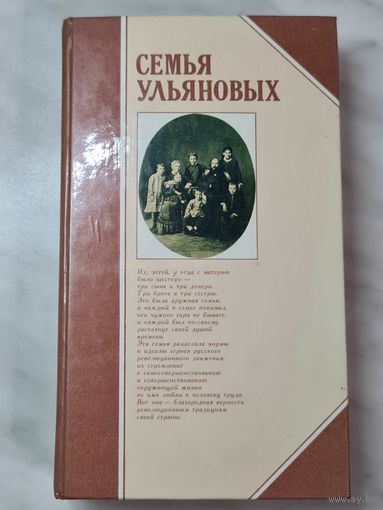 СЕМЬЯ
УЛЬЯНОВЫХ
Их, детей, у отца с матерью
было шестеро —
три сына и три дочери.
Три брата и три сестры.
Это была дружная семья,
и каждый в семье понимал,
что чужого горя не бывает,
и каждый был по-своему
распахнут своей душой
времени.
Эта семья разделяла нормы
и идеалы героев русского
революционного движения,
их стремление
к самосовершенствованию
и совершенствованию
окружающей жизни
во имя любви к человеку труда.
Вот она — благородная верность
революционным традициям
своей страны.
www.ay.by